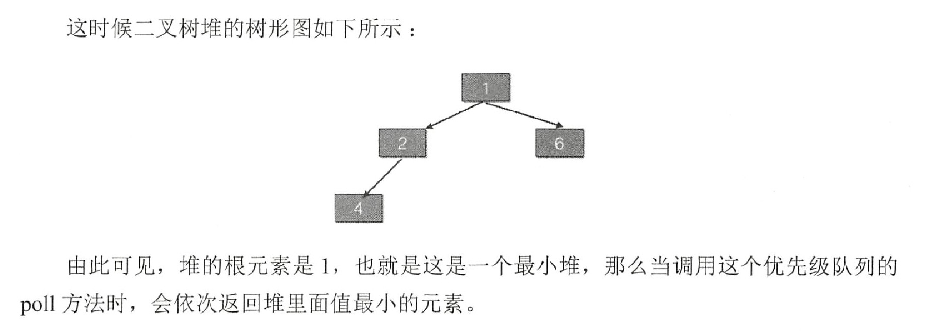 这时候二叉树堆的树形图如下所示：
1
2
6
4
由此可见，堆的根元素是 1，也就是这是一个最小堆，那么当调用这个优先级队列的
poll 方法时，会依次返回堆里面值最小的元素。